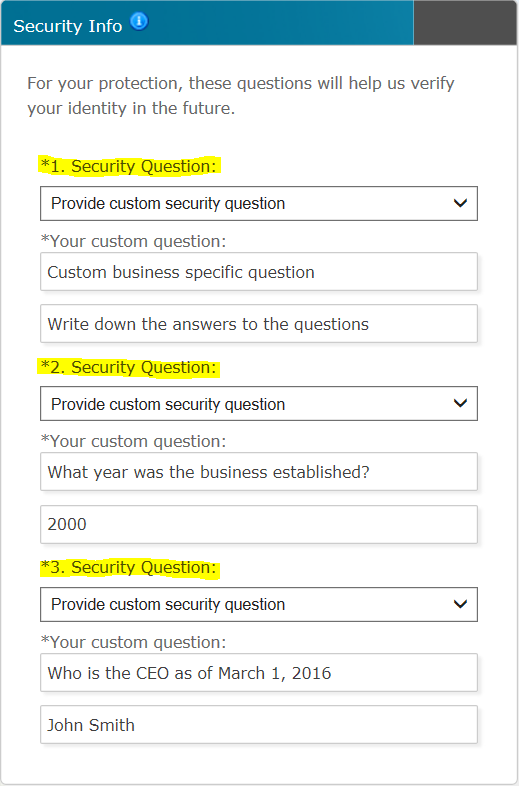 Security Info
For your protection, these questions will help us verify
your identity in the future.
*1. Security Question:
Provide custom security question
*Your custom question:
Custom business specific question
Write down the answers to the questions
*2. Security Question:
Provide custom security question
*Your custom question:
What year was the business established?
2000
*3. Security Question:
Provide custom security question
*Your custom question:
Who is the CEO as of March 1, 2016
John Smith